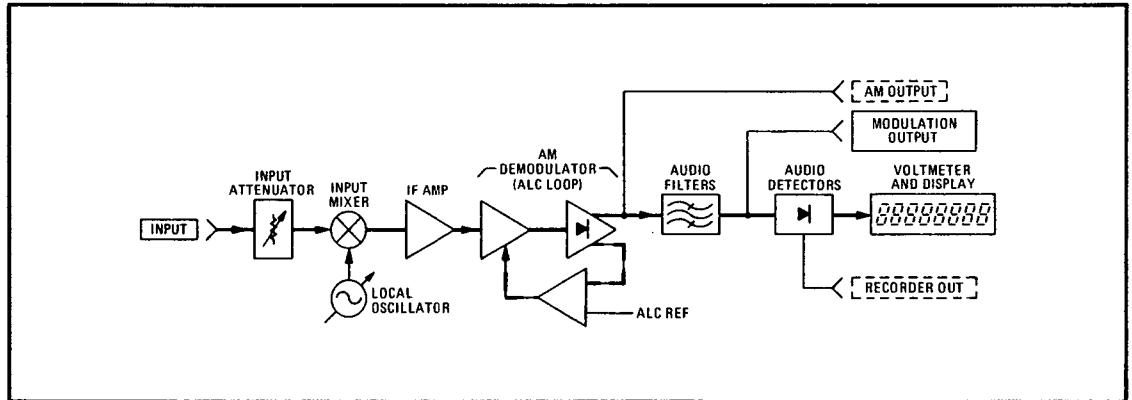 AM OUTPUT
MODULATION
OUTPUT
AM
DEMODULATOR
(ALC LOOP)
INPUT
ATTENUATOR
INPUT
MIXER
IF AMP
AUDIO
FILTERS
AUDIO
DETECTORS
VOLTMETER
AND DISPLAY
INPUT
LOCAL
OSCILLATOR
ALC REF
RECORDER OUT